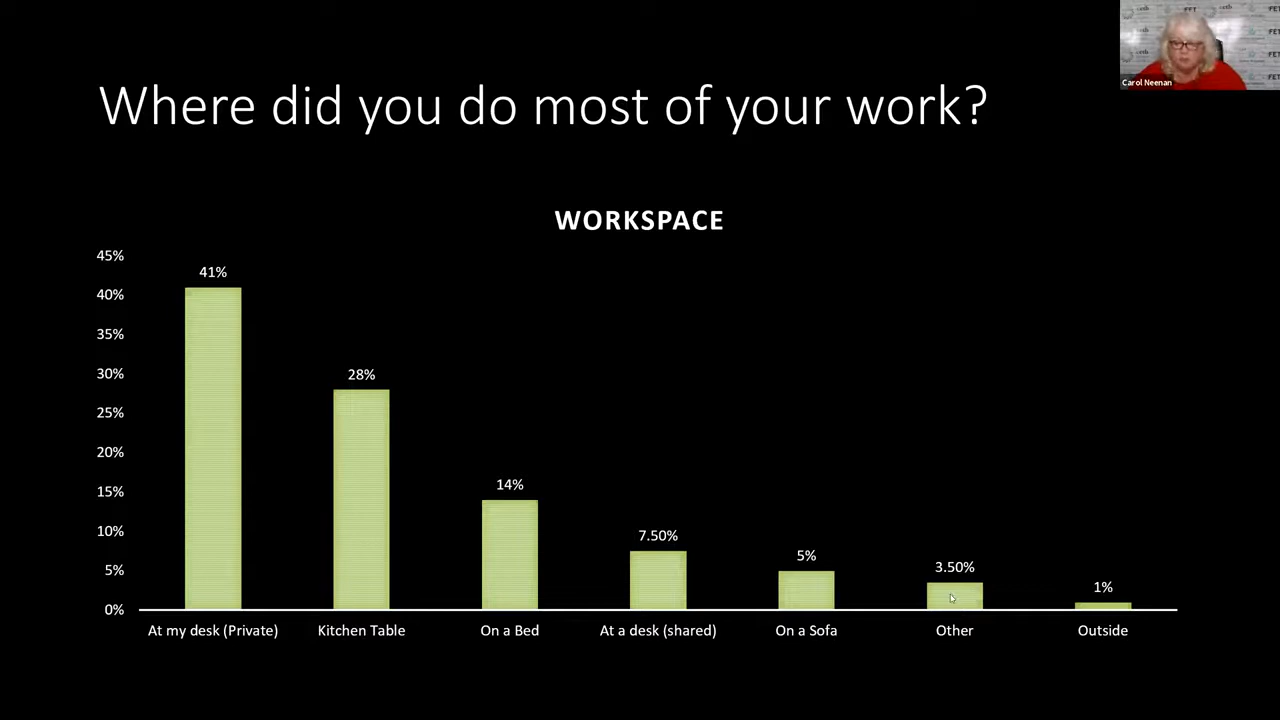 Where did you do most of your work?
Carol Neenan
FET
WORKSPACE
45%
40%
35%
30%
25%
20%
15%
10%
5%
0%
41%
28%
14%
7.50%
5%
3.50%
1%
At my desk (Private)
Kitchen Table
On a Bed
At a desk (shared)
On a Sofa
Other
Outside